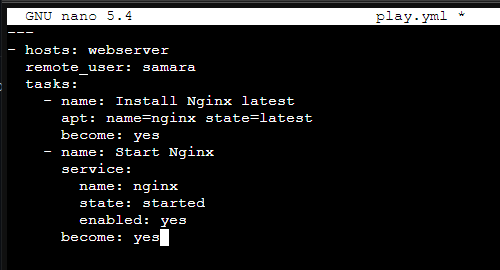 GNU nano 5.4 play.yml *
---
- hosts: webserver
  remote_user: samara
  tasks:
    - name: Install Nginx latest
      apt: name=nginx state=latest
      become: yes
    - name: Start Nginx
      service:
        name: nginx
        state: started
        enabled: yes
      become: yes